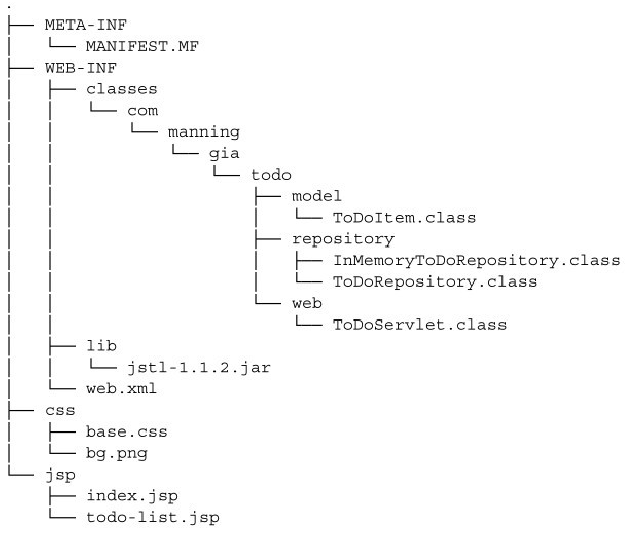 .
├── META-INF
│   └── MANIFEST.MF
├── WEB-INF
│   ├── classes
│   │   └── com
│   │       └── manning
│   │           └── gia
│   │               └── todo
│   │                   ├── model
│   │                   │   └── ToDoItem.class
│   │                   ├── repository
│   │                   │   ├── InMemoryToDoRepository.class
│   │                   │   └── ToDoRepository.class
│   │                   └── web
│   │                       └── ToDoServlet.class
│   ├── lib
│   │   └── jstl-1.1.2.jar
│   └── web.xml
├── css
│   ├── base.css
│   └── bg.png
└── jsp
    ├── index.jsp
    └── todo-list.jsp